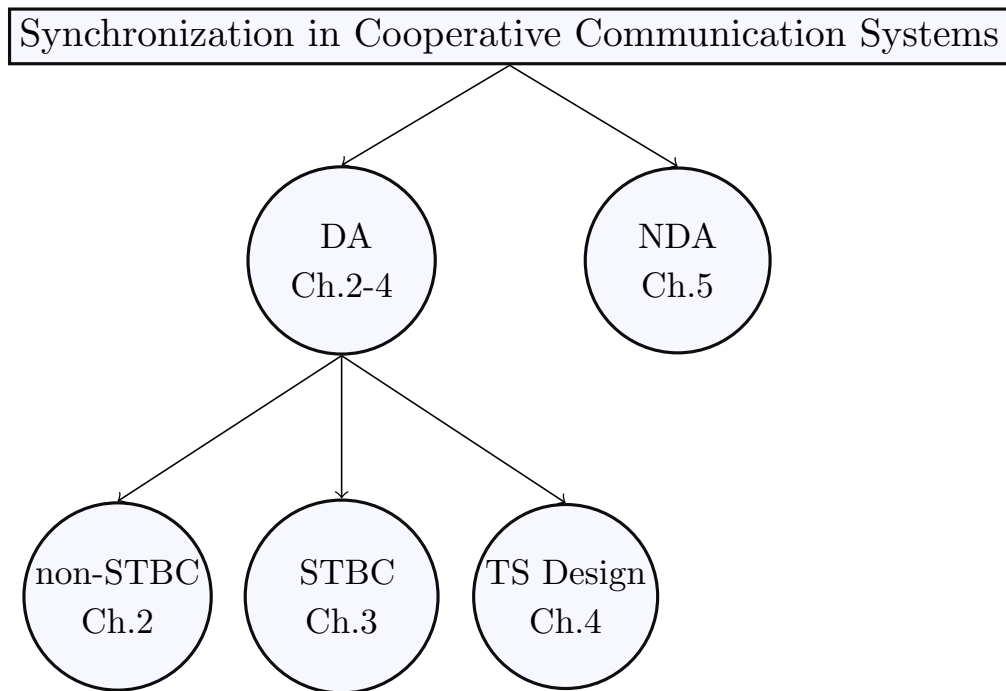 Synchronization in Cooperative Communication Systems
DA
Ch.2-4
NDA
Ch.5
non-STBC
Ch.2
STBC
Ch.3
TS Design
Ch.4